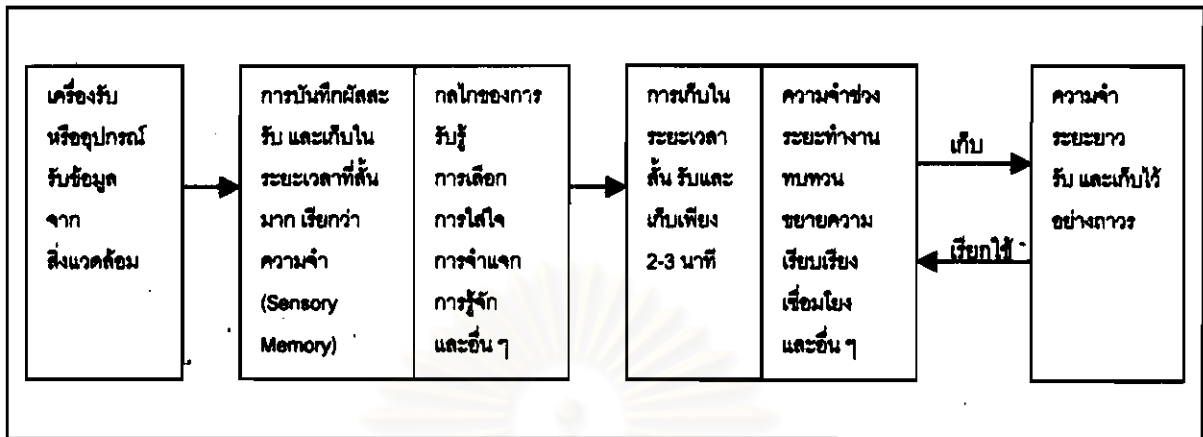 เครื่องรับ
หรืออุปกรณ์
รับข้อมูล
จาก
สิ่งแวดล้อม
การบันทึกผัสสะ
รับ และเก็บใน
ระยะเวลาที่สั้น
มาก เรียกว่า
ความจำ
(Sensory
Memory)
กลไกของการ
รับรู้
การเลือก
การใส่ใจ
การจำแจก
การรู้จัก
และอื่น ๆ
การเก็บใน
ระยะเวลา
สั้น รับและ
เก็บเพียง
2-3 นาที
ความจำช่วง
ระยะทำงาน
ทบทวน
ขยายความ
เรียบเรียง
เชื่อมโยง
และอื่น ๆ
เก็บ
เรียกใช้
ความจำ
ระยะยาว
รับ และเก็บไว้
อย่างถาวร